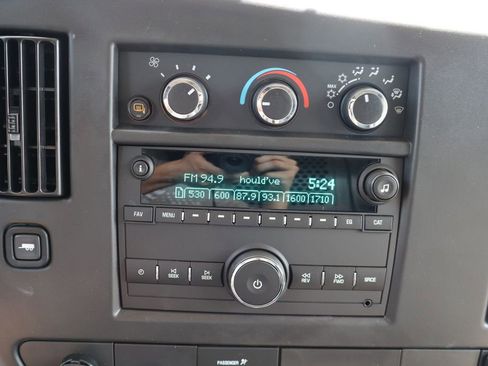 MAX
FM 94.9 hould've 5:24
1 530 600 87.9 93.1 1600 1710
FAV MENU EQ CAT
SEEK SEEK REV FWD SRCE
PASSENGER